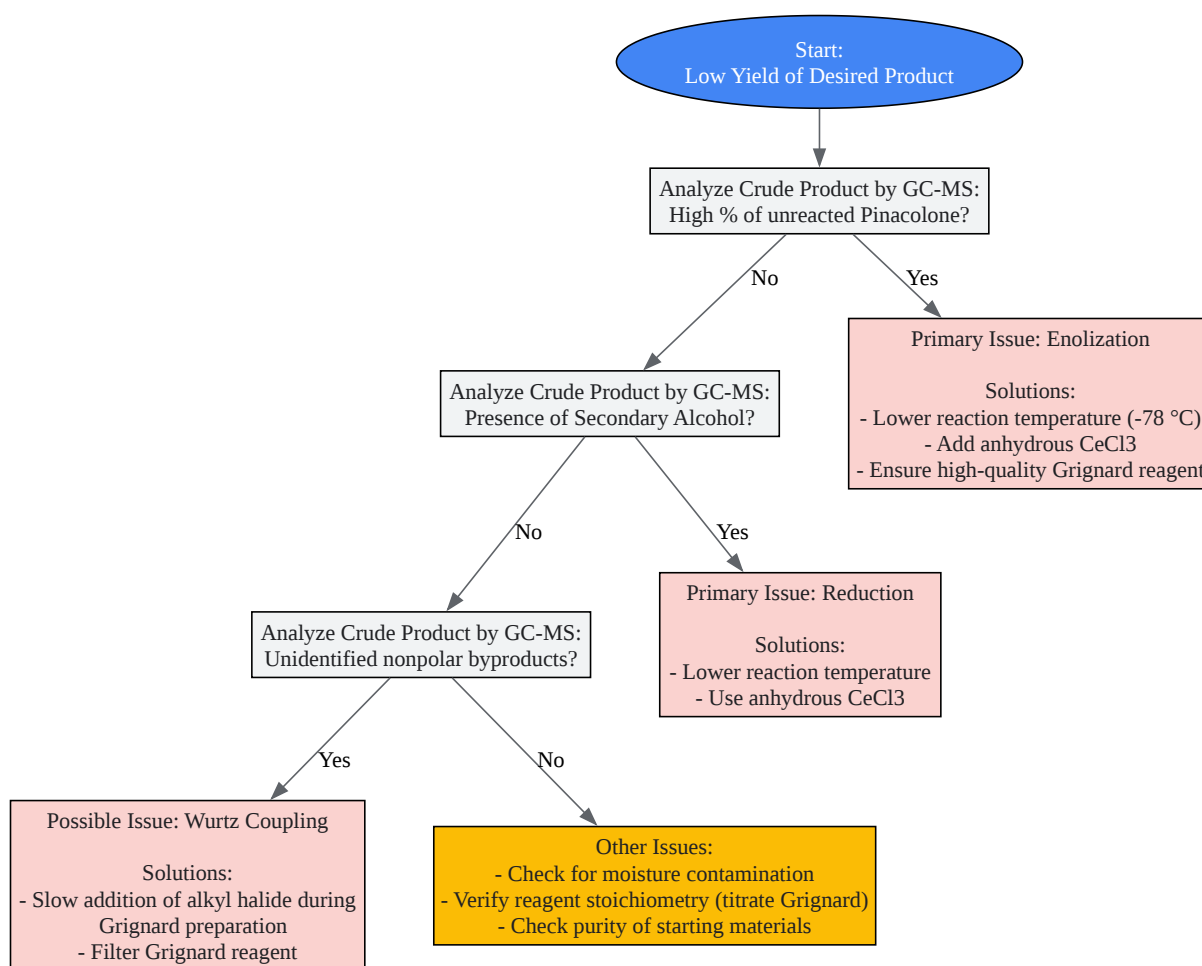 Start:
Low Yield of Desired Product
Analyze Crude Product by GC-MS:
High % of unreacted Pinacolone?
No
Yes
Primary Issue: Enolization
Solutions:
- Lower reaction temperature (-78 °C)
- Add anhydrous CeCl3
- Ensure high-quality Grignard reagent
Analyze Crude Product by GC-MS:
Presence of Secondary Alcohol?
No
Yes
Primary Issue: Reduction
Solutions:
- Lower reaction temperature
- Use anhydrous CeCl3
Analyze Crude Product by GC-MS:
Unidentified nonpolar byproducts?
Yes
No
Possible Issue: Wurtz Coupling
Solutions:
- Slow addition of alkyl halide during
Grignard preparation
- Filter Grignard reagent
Other Issues:
- Check for moisture contamination
- Verify reagent stoichiometry (titrate Grignard)
- Check purity of starting materials